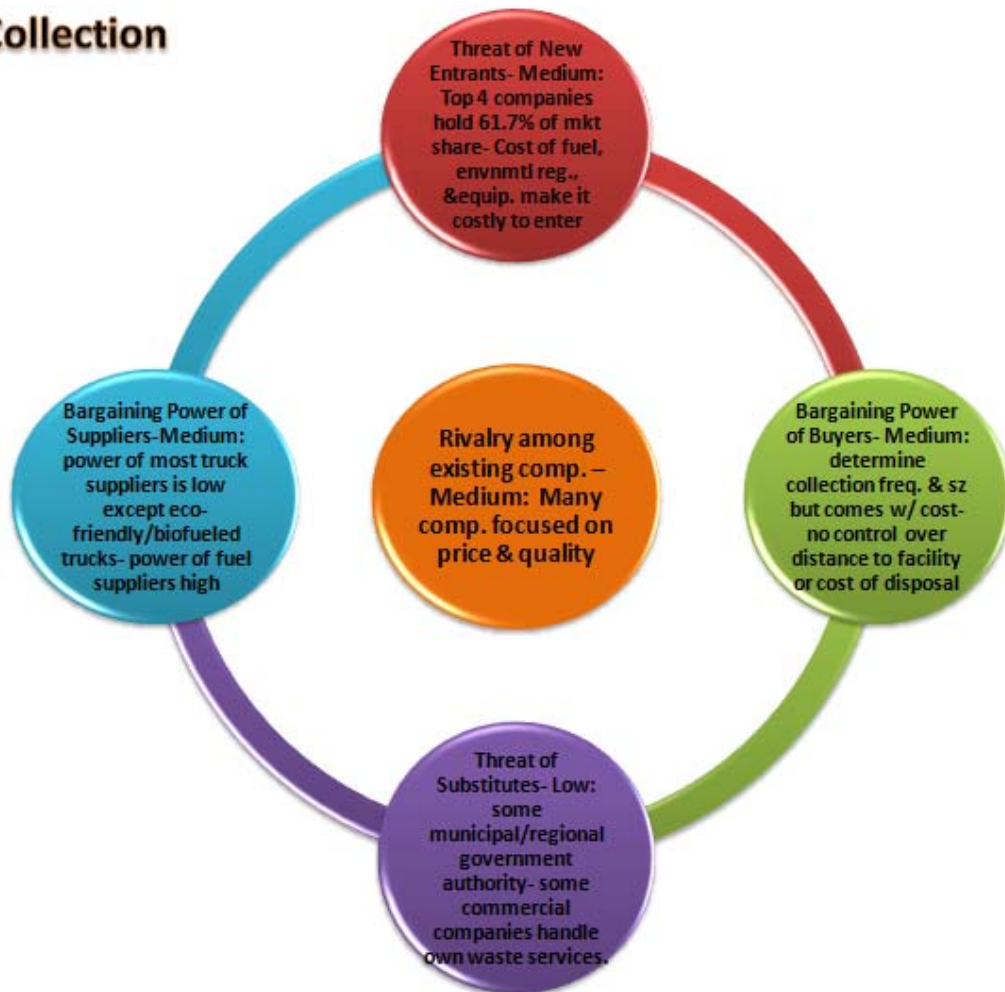 Collection
Threat of New
Entrants- Medium:
Top 4 companies
hold 61.7% of mkt
share- Cost of fuel,
envnmtl reg.,
&equip. make it
costly to enter
Bargaining Power of
Suppliers-Medium:
power of most truck
suppliers is low
except eco-
friendly/biofueled
trucks- power of fuel
suppliers high
Rivalry among
existing comp. –
Medium: Many
comp. focused on
price & quality
Bargaining Power
of Buyers- Medium:
determine
collection freq. & sz
but comes w/ cost-
no control over
distance to facility
or cost of disposal
Threat of
Substitutes- Low:
some
municipal/regional
government
authority- some
commercial
companies handle
own waste services.